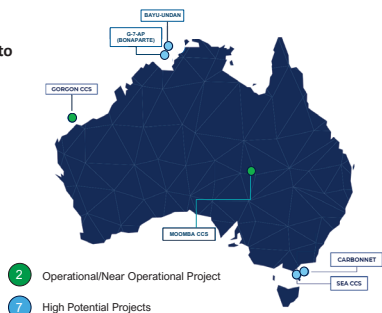 to
BAYU-UNDAN
G-7-AP
(BONAPARTE)
GORGON CCS
MOOMBA CCS
CARBONNET
SEA CCS
2 Operational/Near Operational Project
7 High Potential Projects